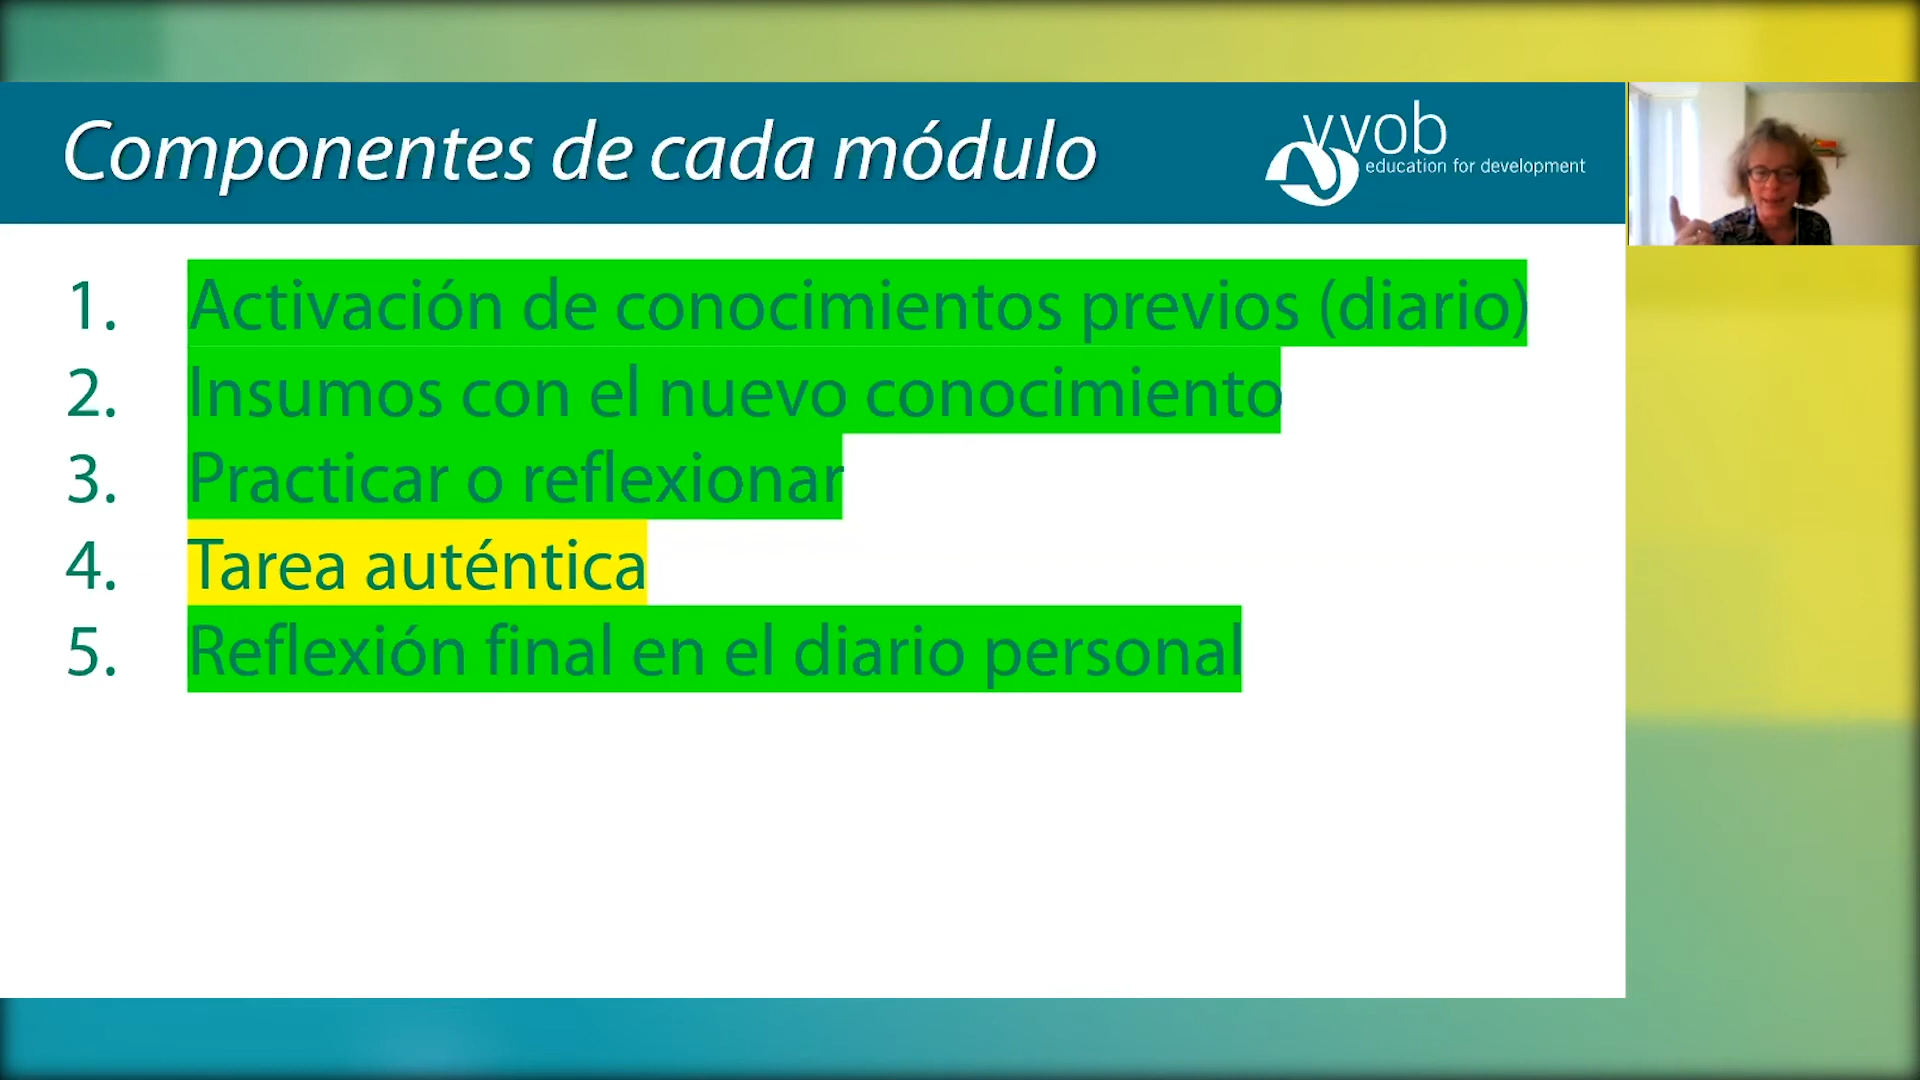 Componentes de cada módulo
vvob
education for development
1. Activación de conocimientos previos (diario)
2. Insumos con el nuevo conocimiento
3. Practicar o reflexionar
4. Tarea auténtica
5. Reflexión final en el diario personal